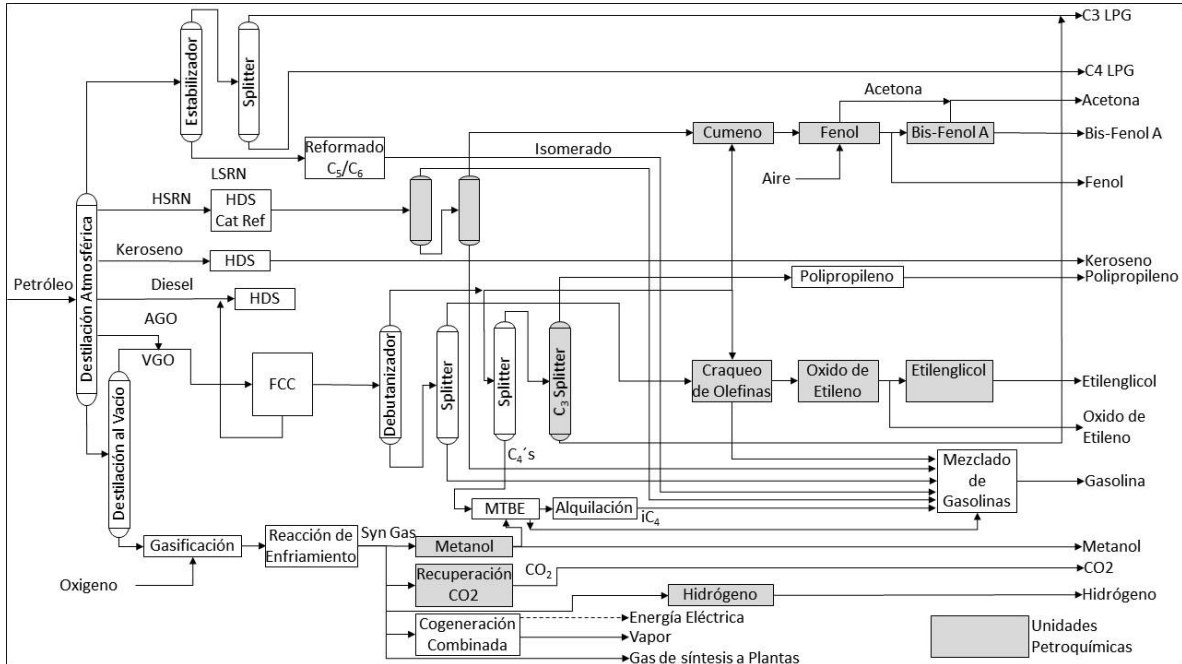 C3 LPG
C4 LPG
Estabilizador
Splitter
Acetona
Acetona
Cumeno
Fenol
Bis-Fenol A
Bis-Fenol A
Reformado
C₅/C₆
Isomerado
Aire
Fenol
LSRN
HSRN
HDS
Cat Ref
Destilación Atmosférica
Keroseno
HDS
Keroseno
Petróleo
Diesel
HDS
Polipropileno
Polipropileno
AGO
VGO
FCC
Debutanizador
Splitter
Splitter
C₃ Splitter
Craqueo
de Olefinas
Oxido de
Etileno
Etilenglicol
Etilenglicol
Oxido de
Etileno
Destilación al Vacío
C₄´s
Mezclado
de
Gasolinas
Gasolina
MTBE
Alquilación
iC₄
Gasificación
Reacción de
Enfriamiento
Syn Gas
Metanol
Metanol
Oxigeno
Recuperación
CO2
CO₂
CO2
Hidrógeno
Hidrógeno
Cogeneración
Combinada
Energía Eléctrica
Vapor
Gas de síntesis a Plantas
Unidades
Petroquímicas